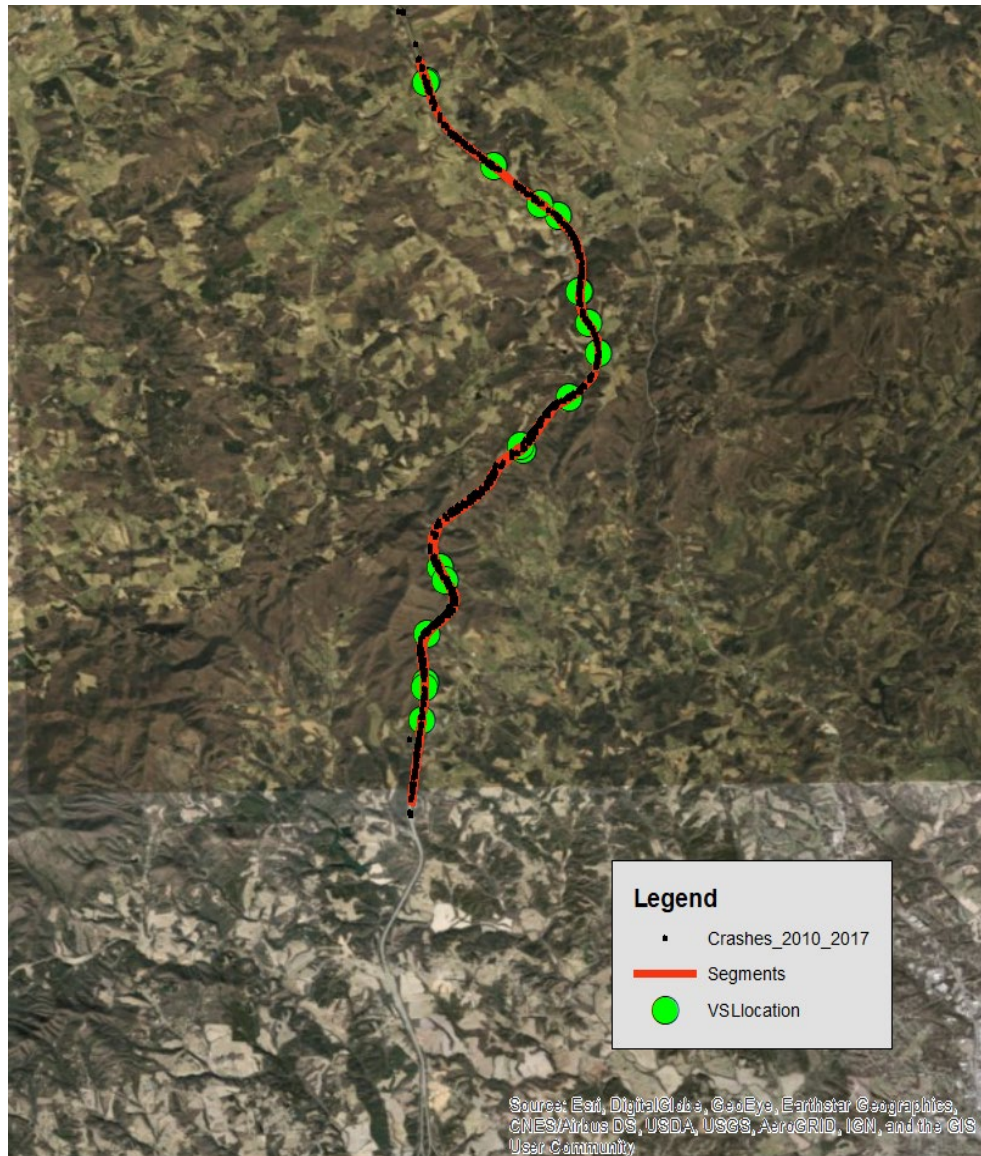 Legend
Crashes_2010_2017
Segments
VSLlocation
Source: Esri, DigitalGlobe, GeoEye, Earthstar Geographics,
CNES/Airbus DS, USDA, USGS, AeroGRID, IGN, and the GIS
User Community